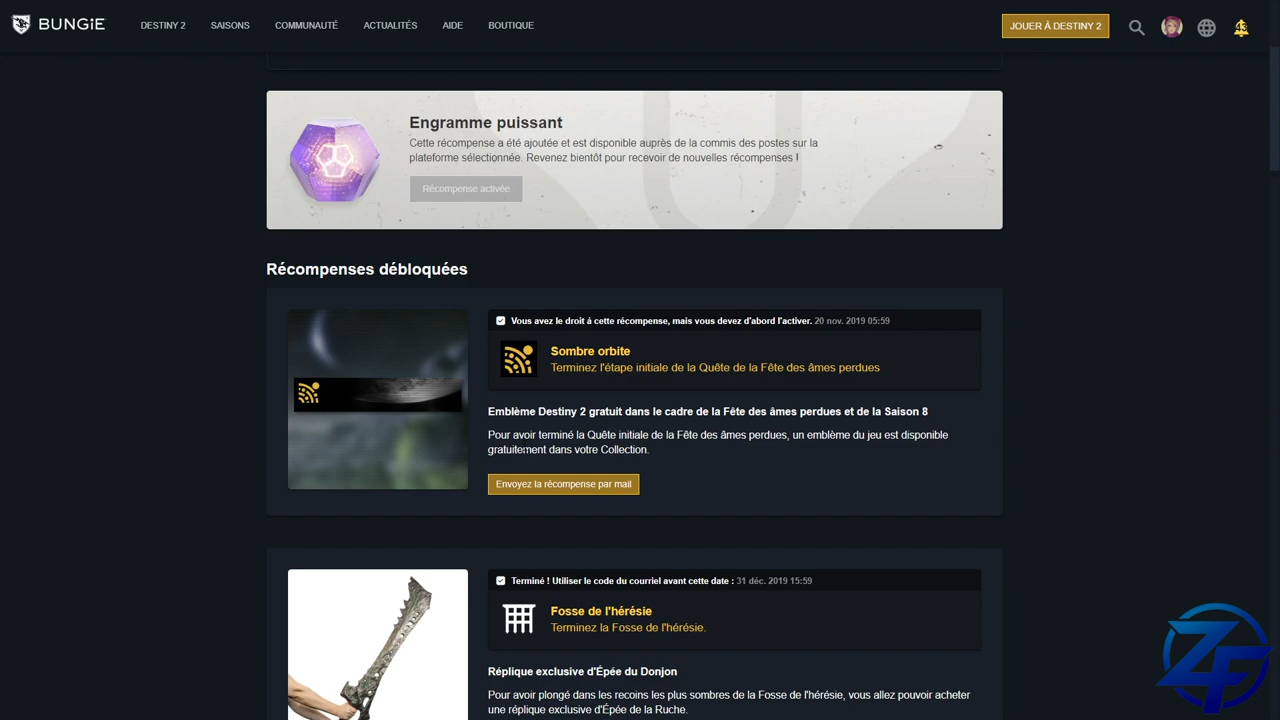 BUNGiE
DESTINY 2
SAISONS
COMMUNAUTÉ
ACTUALITÉS
AIDE
BOUTIQUE
JOUER À DESTINY 2
Engramme puissant
Cette récompense a été ajoutée et est disponible auprès de la commis des postes sur la
plateforme sélectionnée. Revenez bientôt pour recevoir de nouvelles récompenses !
Récompense activée
Récompenses débloquées
Vous avez le droit à cette récompense, mais vous devez d'abord l'activer. 20 nov. 2019 05:59
Sombre orbite
Terminez l'étape initiale de la Quête de la Fête des âmes perdues
Emblème Destiny 2 gratuit dans le cadre de la Fête des âmes perdues et de la Saison 8
Pour avoir terminé la Quête initiale de la Fête des âmes perdues, un emblème du jeu est disponible
gratuitement dans votre Collection.
Envoyez la récompense par mail
Terminé ! Utiliser le code du courriel avant cette date : 31 déc. 2019 15:59
Fosse de l'hérésie
Terminez la Fosse de l'hérésie.
Réplique exclusive d'Épée du Donjon
Pour avoir plongé dans les recoins les plus sombres de la Fosse de l'hérésie, vous allez pouvoir acheter
une réplique exclusive d'Épée de la Ruche.
ZF